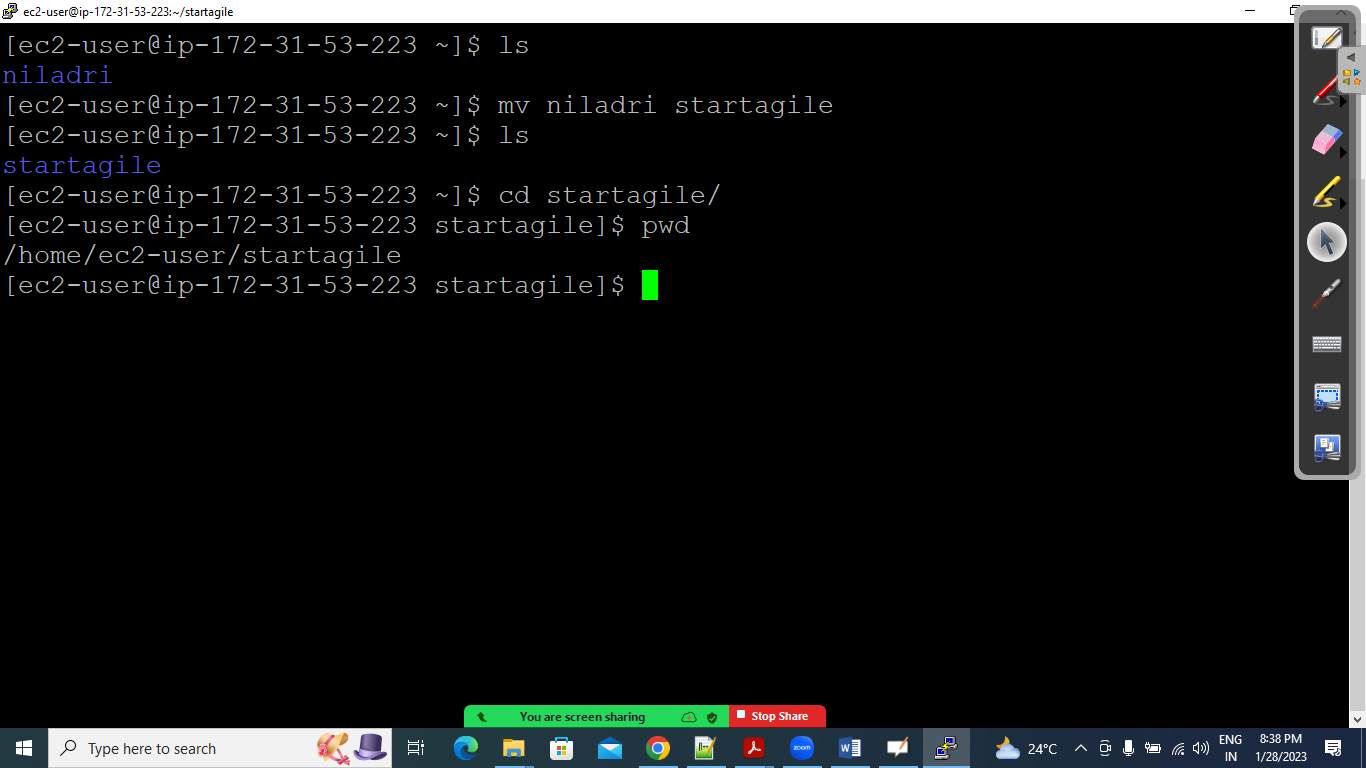 ec2-user@ip-172-31-53-223:~/startagile
[ec2-user@ip-172-31-53-223 ~]$ ls
niladri
[ec2-user@ip-172-31-53-223 ~]$ mv niladri startagile
[ec2-user@ip-172-31-53-223 ~]$ ls
startagile
[ec2-user@ip-172-31-53-223 ~]$ cd startagile/
[ec2-user@ip-172-31-53-223 startagile]$ pwd
/home/ec2-user/startagile
[ec2-user@ip-172-31-53-223 startagile]$
You are screen sharing Stop Share
Type here to search
zoom
24°C
ENG
IN
8:38 PM
1/28/2023